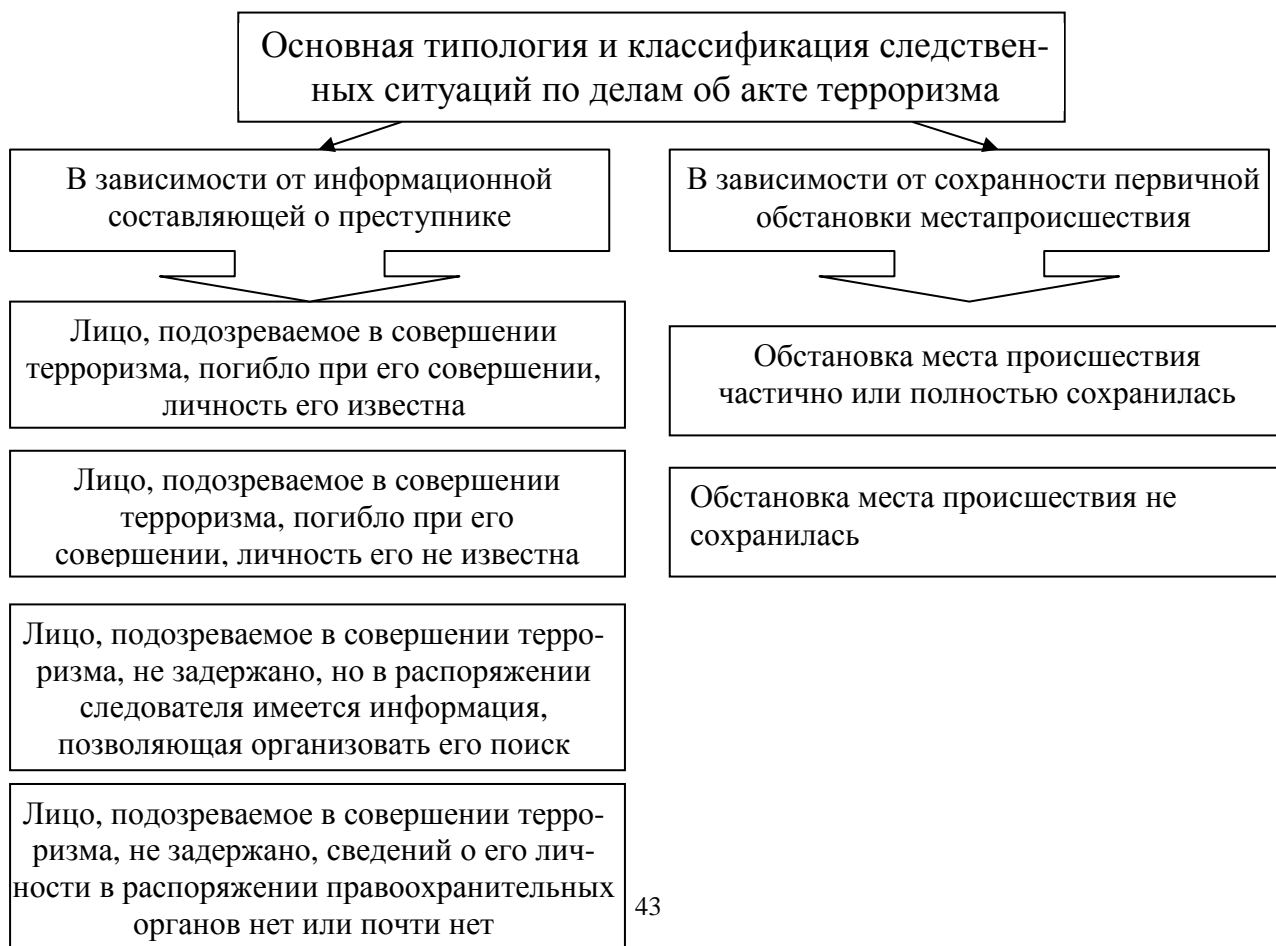 Основная типология и классификация следствен-
ных ситуаций по делам об акте терроризма
В зависимости от информационной
составляющей о преступнике
Лицо, подозреваемое в совершении
терроризма, погибло при его совершении,
личность его известна
Лицо, подозреваемое в совершении
терроризма, погибло при его
совершении, личность его не известна
Лицо, подозреваемое в совершении терро-
ризма, не задержано, но в распоряжении
следователя имеется информация,
позволяющая организовать его поиск
Лицо, подозреваемое в совершении терро-
ризма, не задержано, сведений о его лич-
ности в распоряжении правоохранительных
органов нет или почти нет
В зависимости от сохранности первичной
обстановки местапроисшествия
Обстановка места происшествия
частично или полностью сохранилась
Обстановка места происшествия не
сохранилась
43